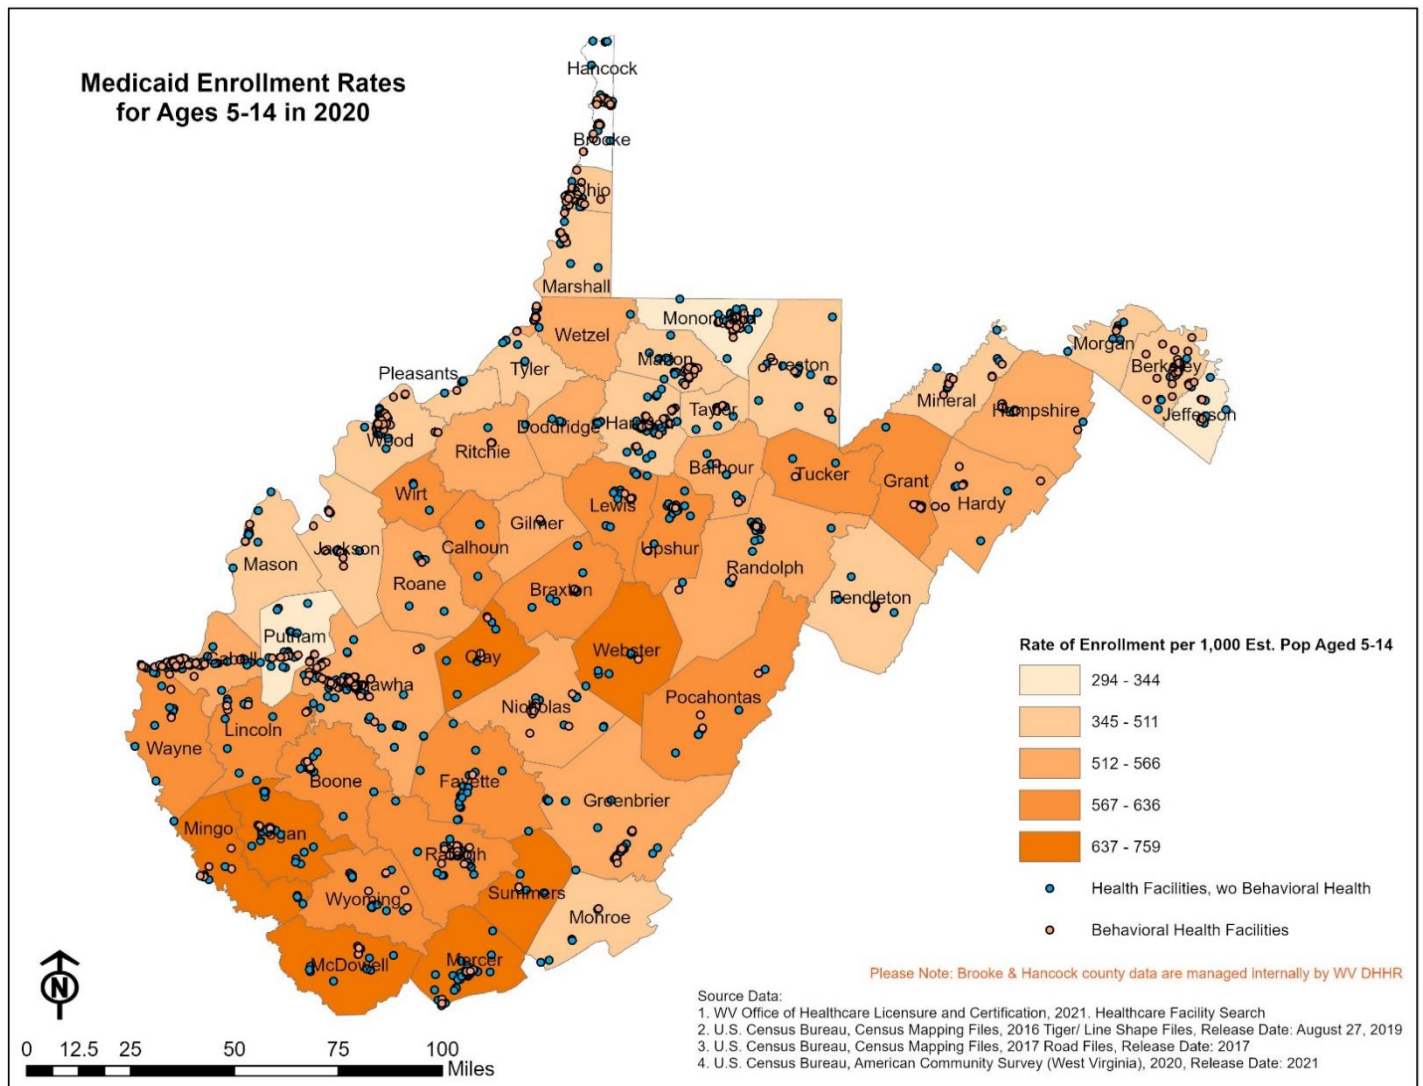 Medicaid Enrollment Rates
for Ages 5-14 in 2020
Hancock
Brooke
Ohio
Marshall
Wetzel
Monongalia
Tyler
Marion
Preston
Pleasants
Morgan
Berkeley
Mineral
Hampshire
Jefferson
Wood
Doddridge
Harrison
Taylor
Ritchie
Barbour
Tucker
Grant
Hardy
Wirt
Lewis
Gilmer
Calhoun
Upshur
Jackson
Mason
Roane
Braxton
Randolph
Pendleton
Putnam
Cabell
Kanawha
Clay
Webster
Nicholas
Pocahontas
Lincoln
Wayne
Boone
Fayette
Greenbrier
Mingo
Logan
Raleigh
Wyoming
Summers
Monroe
McDowell
Mercer
Rate of Enrollment per 1,000 Est. Pop Aged 5-14
294 - 344
345 - 511
512 - 566
567 - 636
637 - 759
Health Facilities, wo Behavioral Health
Behavioral Health Facilities
Please Note: Brooke & Hancock county data are managed internally by WV DHHR
Source Data:
1. WV Office of Healthcare Licensure and Certification, 2021. Healthcare Facility Search
2. U.S. Census Bureau, Census Mapping Files, 2016 Tiger/ Line Shape Files, Release Date: August 27, 2019
3. U.S. Census Bureau, Census Mapping Files, 2017 Road Files, Release Date: 2017
4. U.S. Census Bureau, American Community Survey (West Virginia), 2020, Release Date: 2021
N
0 12.5 25 50 75 100
Miles